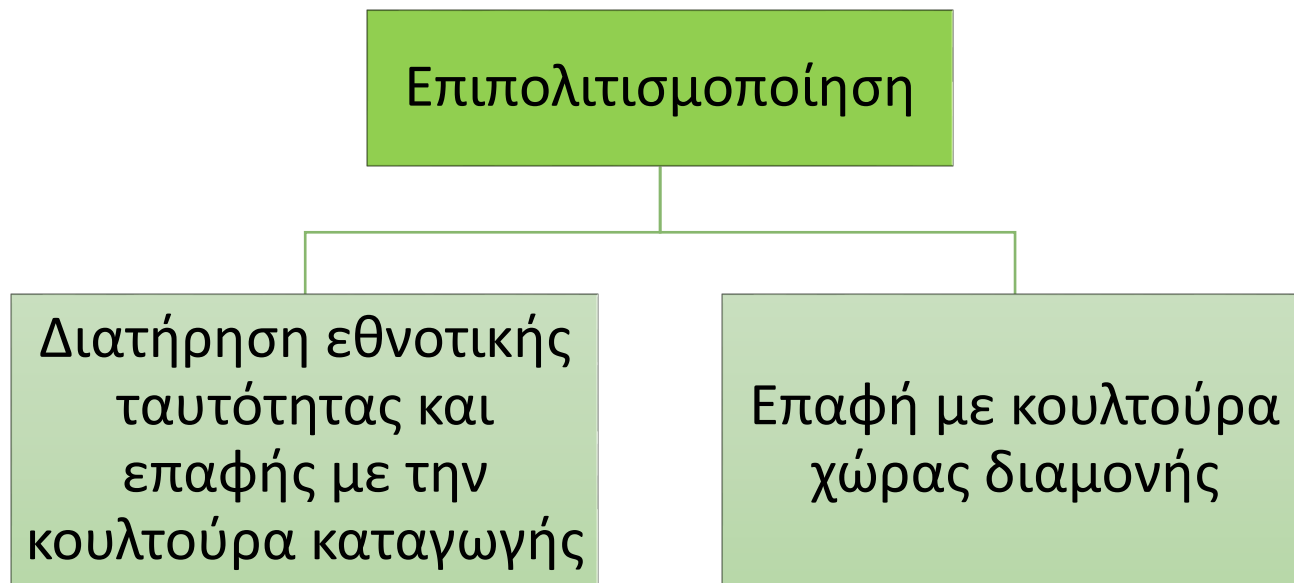 Επιπολιτισμοποίηση
Διατήρηση εθνοτικής
ταυτότητας και
επαφής με την
κουλτούρα καταγωγής
Επαφή με κουλτούρα
χώρας διαμονής